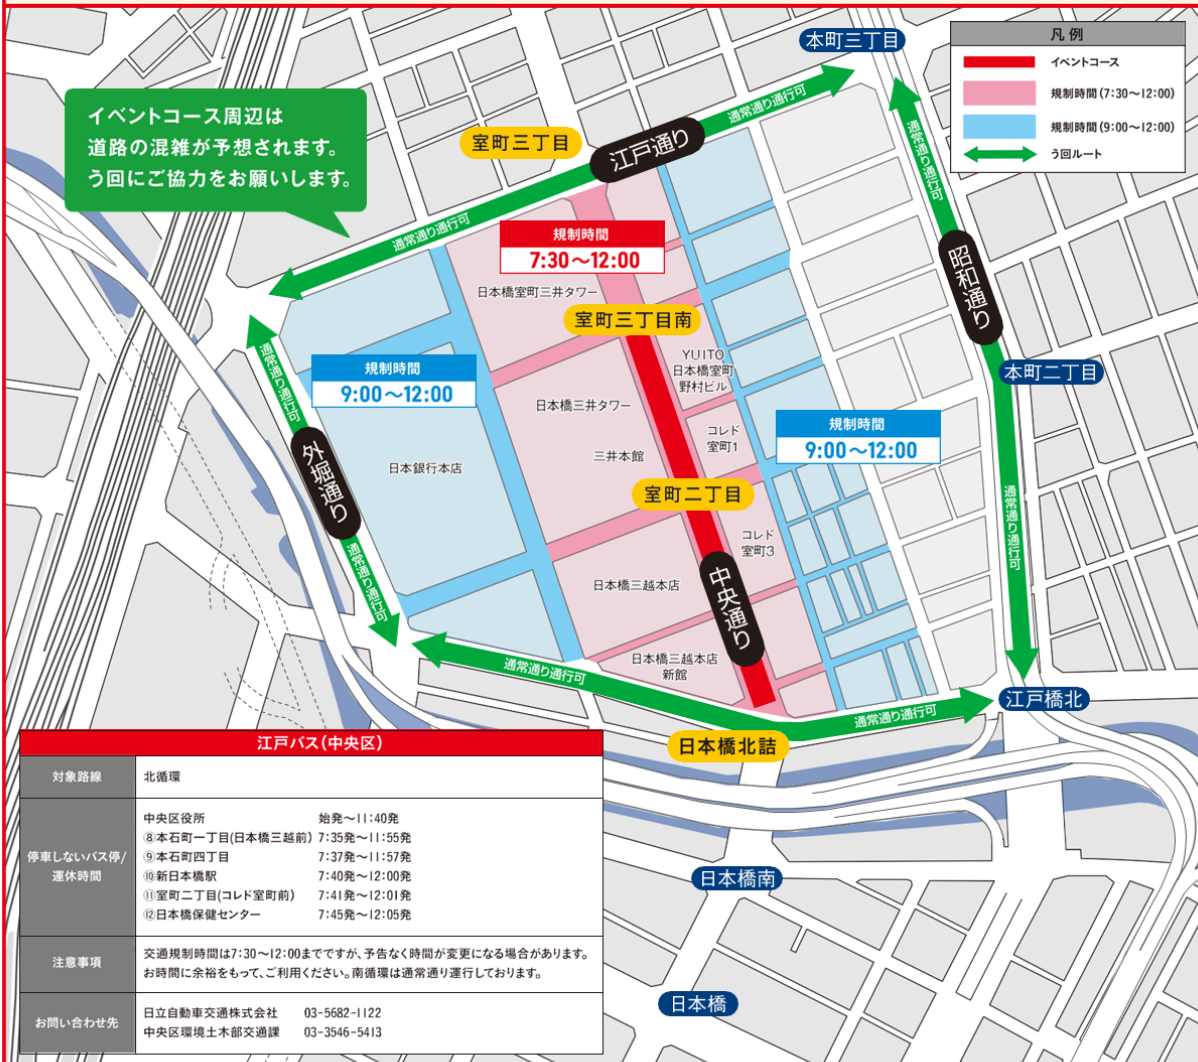 本町三丁目
凡例
イベントコース
規制時間(7:30〜12:00)
規制時間(9:00〜12:00)
う回ルート
イベントコース周辺は
道路の混雑が予想されます。
う回にご協力をお願いします。
通常通り通行可
室町三丁目
江戸通り
通常通り通行可
通常通り通行可
昭和通り
規制時間
7:30〜12:00
日本橋室町三井タワー
室町三丁目南
YUITO
日本橋室町
野村ビル
本町二丁目
通常通り通行可
規制時間
9:00〜12:00
規制時間
9:00〜12:00
日本橋三井タワー
コレド
室町1
三井本館
日本銀行本店
外堀通り
室町二丁目
通常通り通行可
コレド
室町3
通常通り通行可
日本橋三越本店
中央通り
日本橋三越本店
新館
通常通り通行可
江戸橋北
通常通り通行可
日本橋北詰
江戸バス(中央区)
対象路線
北循環
停車しないバス停/
運休時間
中央区役所 始発〜11:40発
⑧本石町一丁目(日本橋三越前) 7:35発〜11:55発
⑨本石町四丁目 7:37発〜11:57発
⑩新日本橋駅 7:40発〜12:00発
⑪室町二丁目(コレド室町前) 7:41発〜12:01発
⑫日本橋保健センター 7:45発〜12:05発
注意事項
交通規制時間は7:30〜12:00までですが、予告なく時間が変更になる場合があります。
お時間に余裕をもって、ご利用ください。南循環は通常通り運行しております。
お問い合わせ先
日立自動車交通株式会社 03-5682-1122
中央区環境土木部交通課 03-3546-5413
日本橋南
日本橋